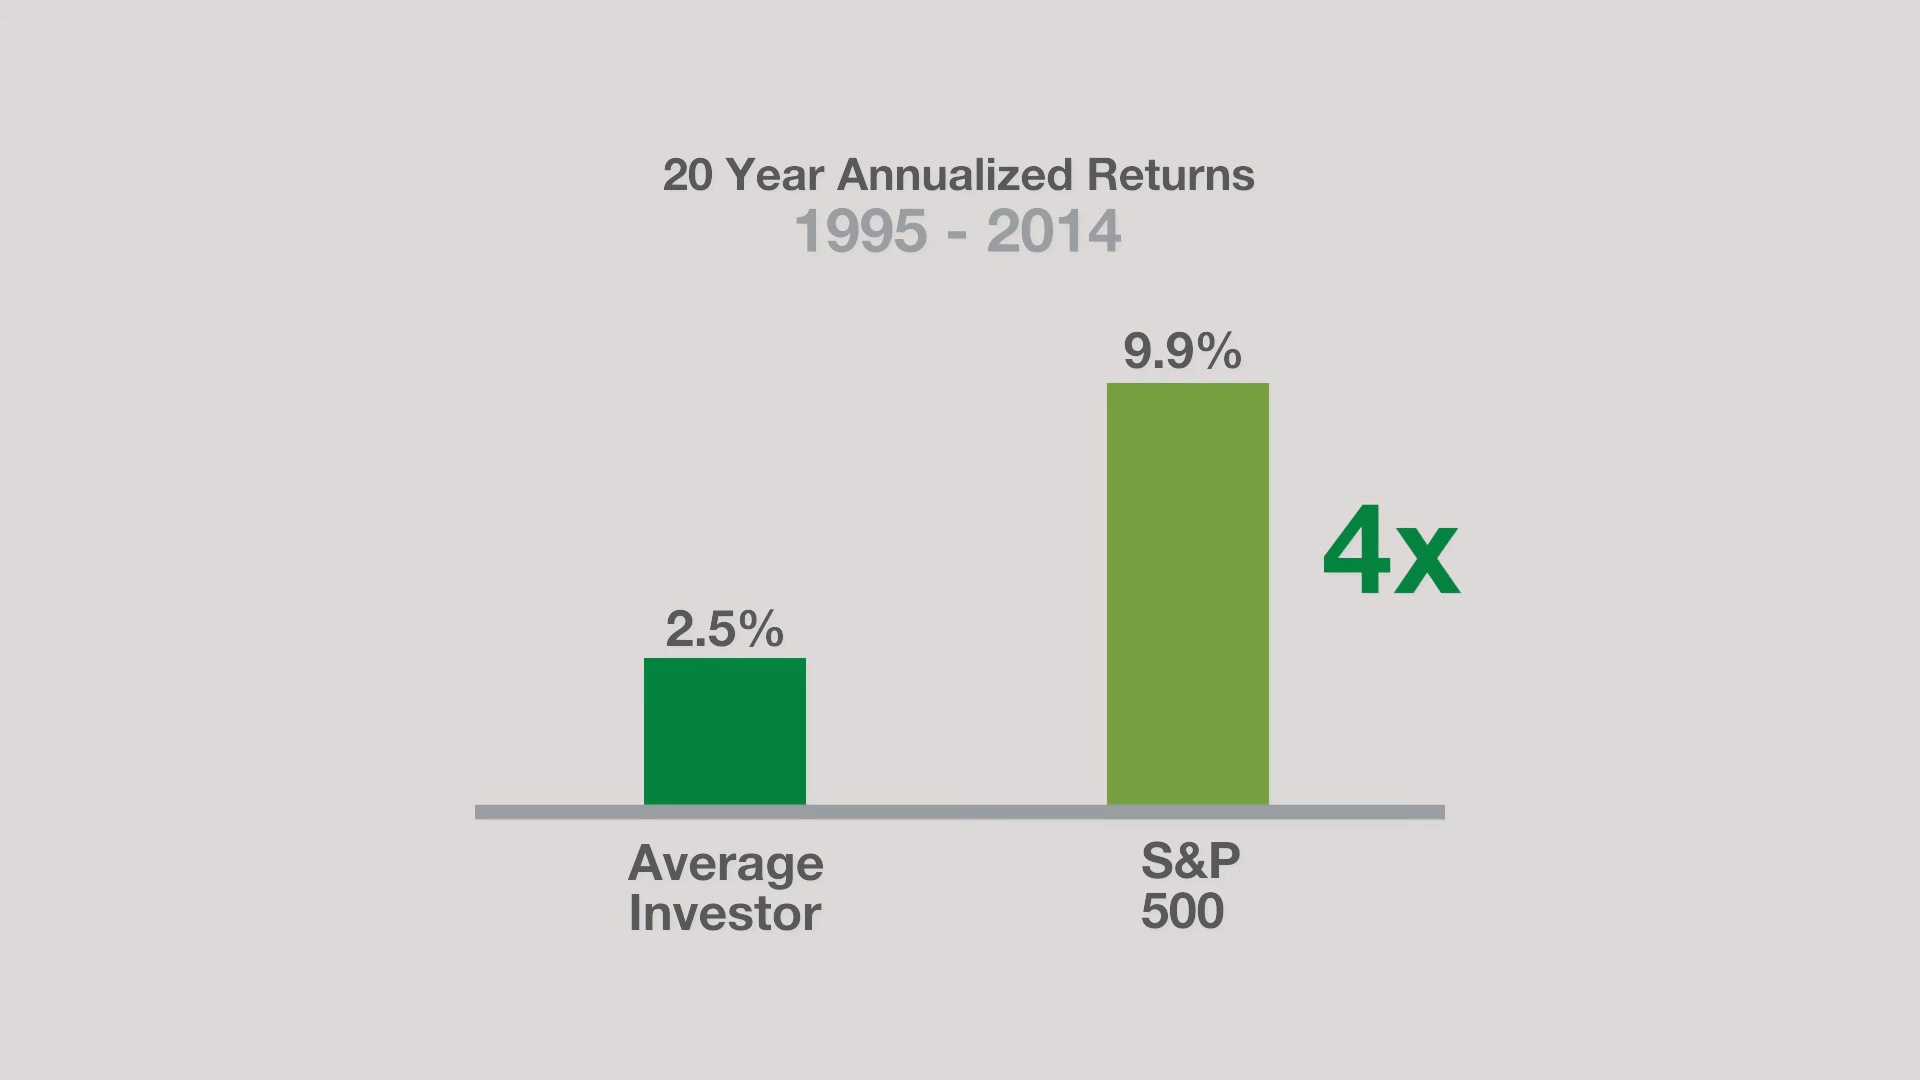 20 Year Annualized Returns
1995 - 2014
9.9%
4x
2.5%
Average
Investor
S&P
500